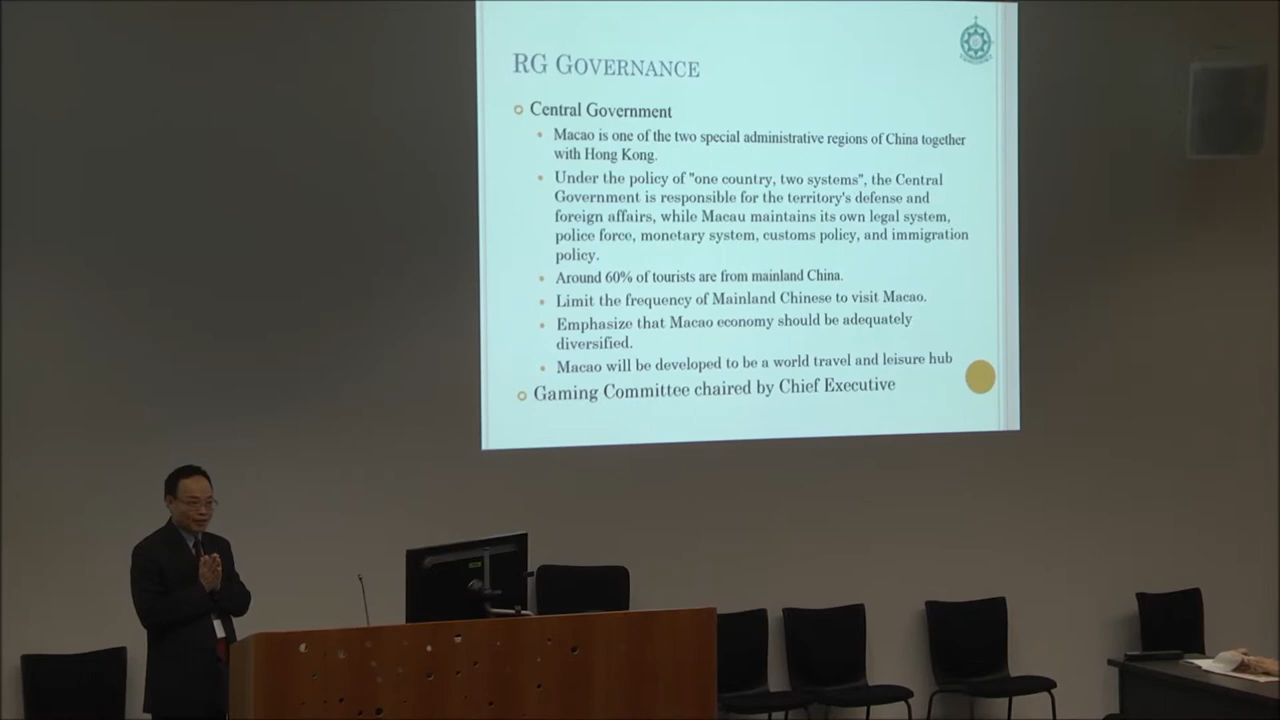 RG GOVERNANCE
Central Government
Macao is one of the two special administrative regions of China together
with Hong Kong.
Under the policy of "one country, two systems", the Central
Government is responsible for the territory's defense and
foreign affairs, while Macau maintains its own legal system,
police force, monetary system, customs policy, and immigration
policy.
Around 60% of tourists are from mainland China.
Limit the frequency of Mainland Chinese to visit Macao.
Emphasize that Macao economy should be adequately
diversified.
Macao will be developed to be a world travel and leisure hub
Gaming Committee chaired by Chief Executive